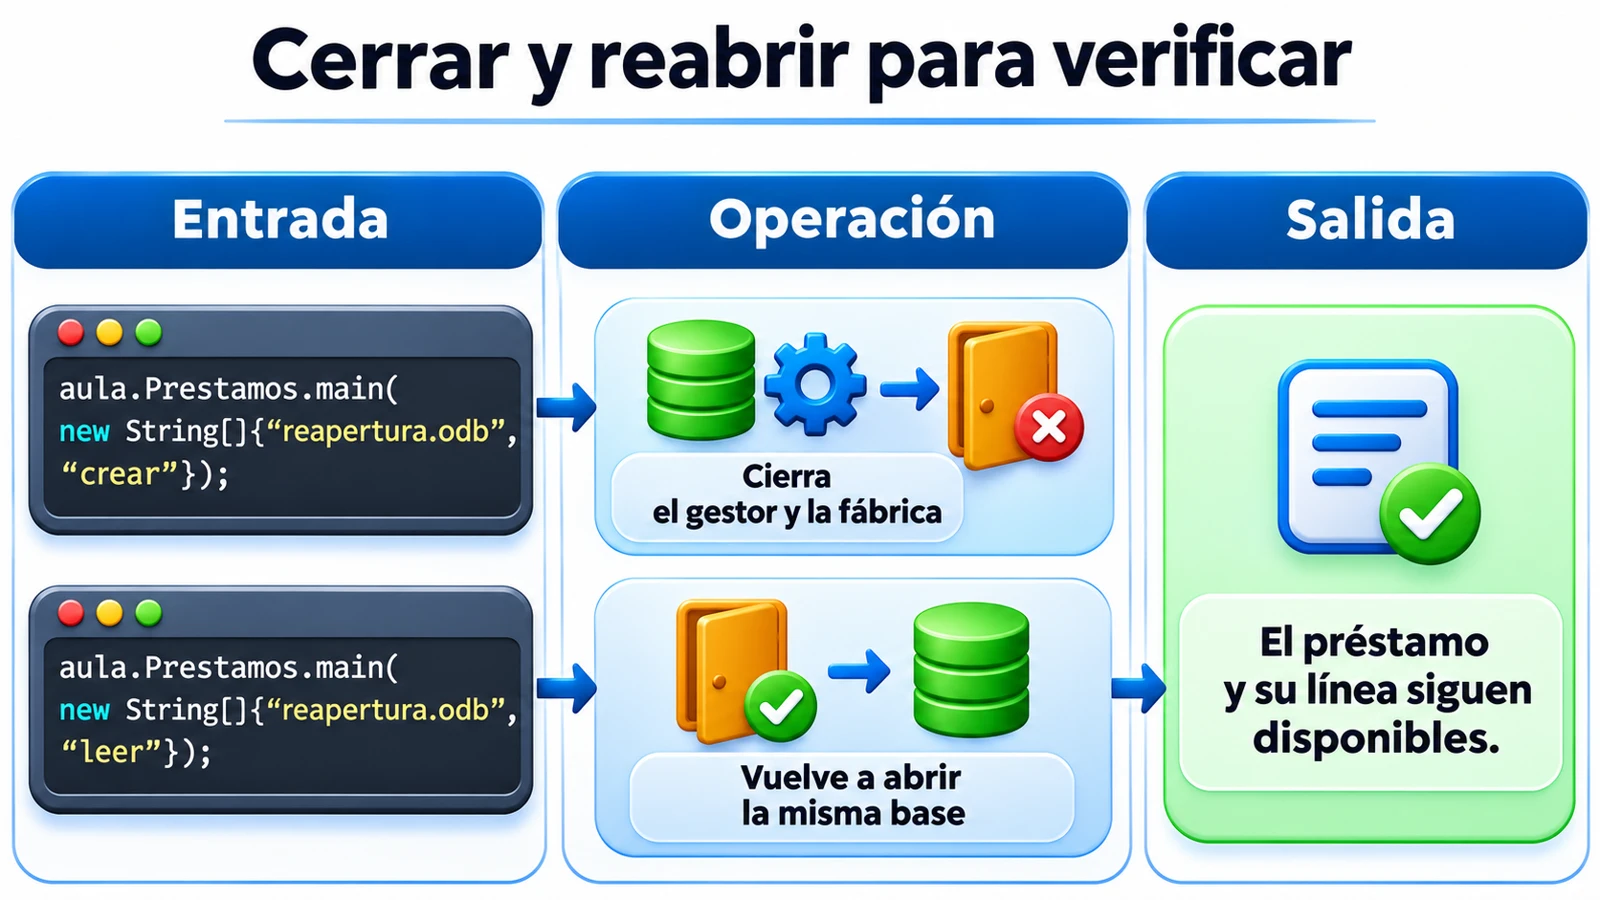 Cerrar y reabrir para verificar
Entrada
aula.Prestamos.main(
new String[]{“reapertura.odb”,
“crear”});
aula.Prestamos.main(
new String[]{“reapertura.odb”,
“leer”});
Operación
Cierra
el gestor y la fábrica
Vuelve a abrir
la misma base
Salida
El préstamo
y su línea siguen
disponibles.